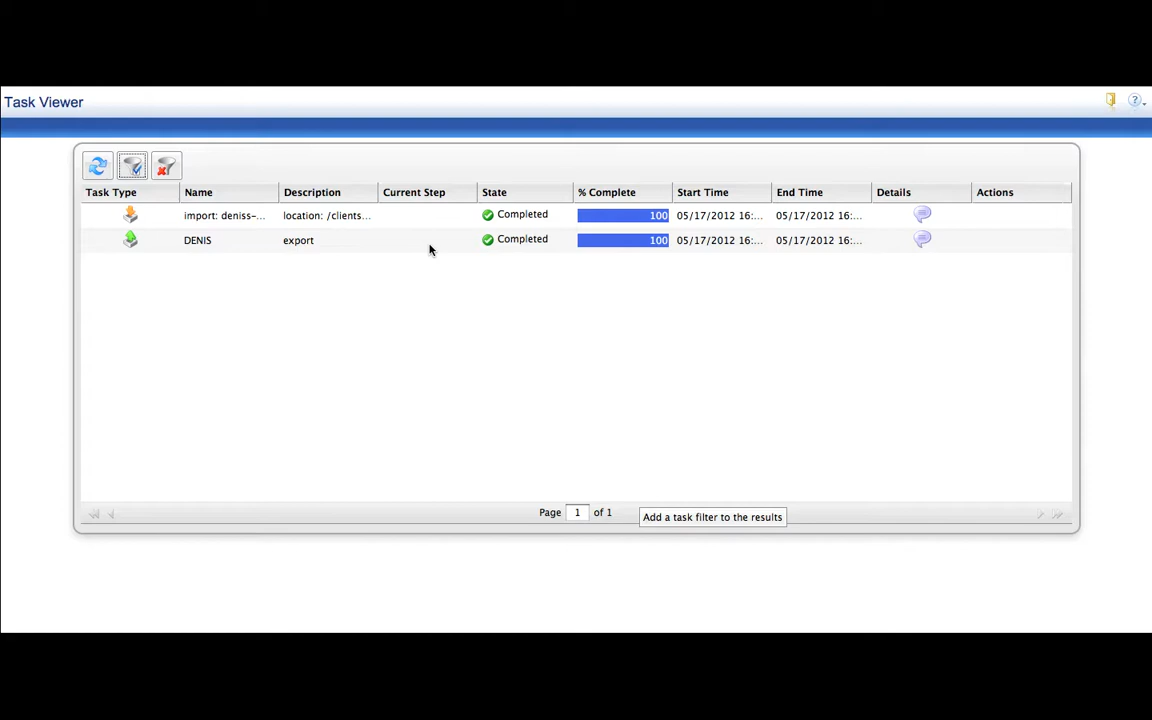 Task Viewer
Task Type Name Description Current Step State % Complete Start Time End Time Details Actions
import: deniss-... location: /clients... Completed 100 05/17/2012 16:... 05/17/2012 16:...
DENIS export Completed 100 05/17/2012 16:... 05/17/2012 16:...
Page 1 of 1
Add a task filter to the results